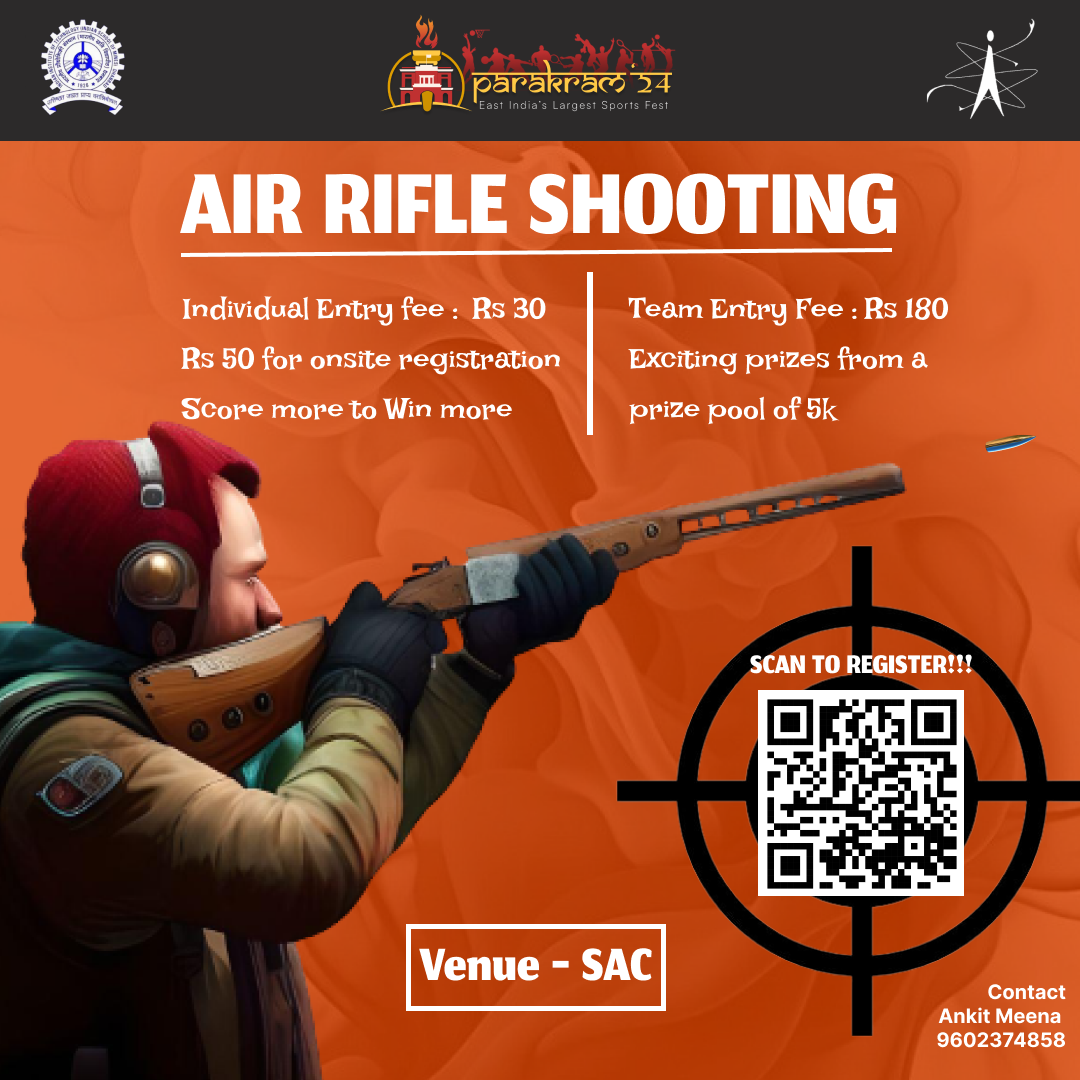 parakram '24
East India's Largest Sports Fest
AIR RIFLE SHOOTING
Individual Entry fee : Rs 30
Rs 50 for onsite registration
Score more to Win more
Team Entry Fee : Rs 180
Exciting prizes from a
prize pool of 5k
SCAN TO REGISTER!!!
Venue - SAC
Contact
Ankit Meena
9602374858